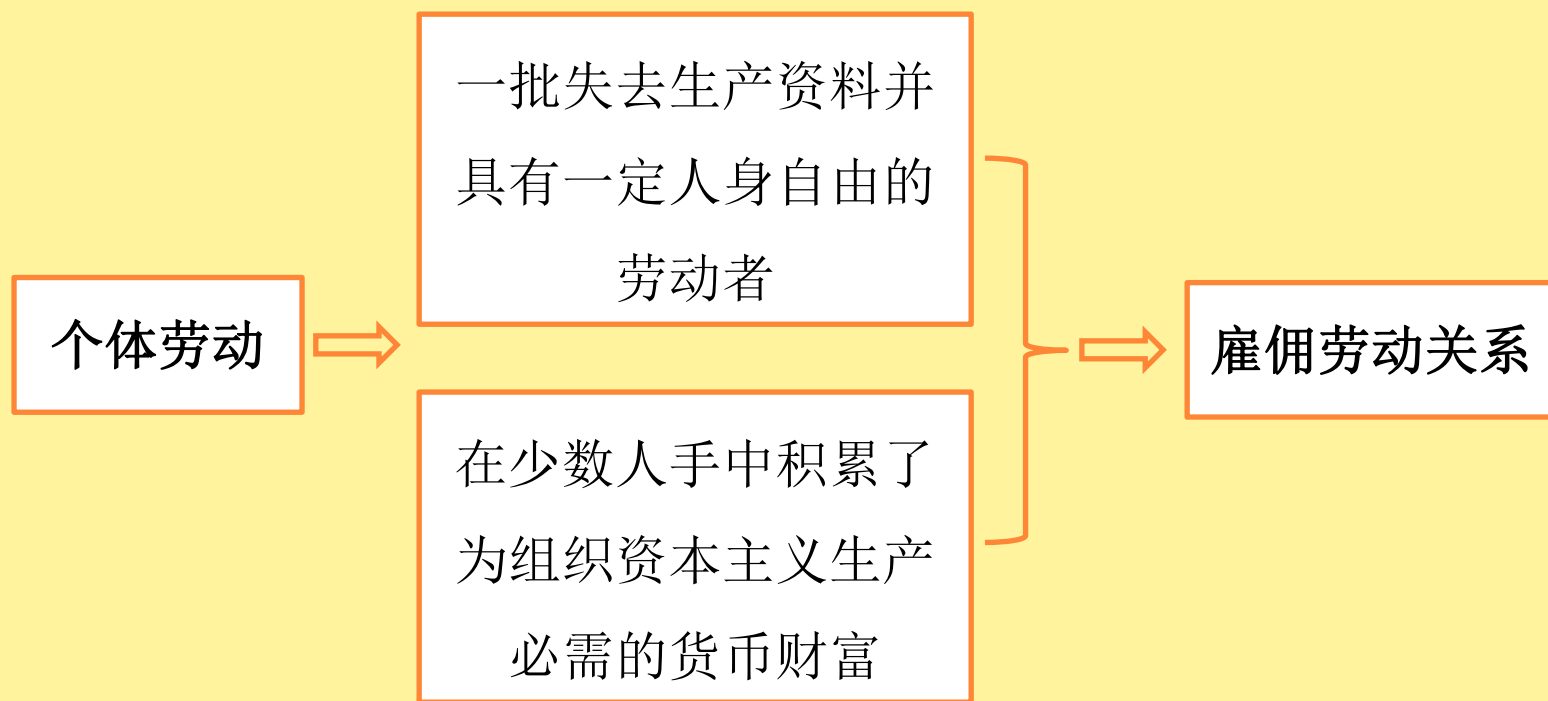 个体劳动
一批失去生产资料并
具有一定人身自由的
劳动者
在少数人手中积累了
为组织资本主义生产
必需的货币财富
雇佣劳动关系